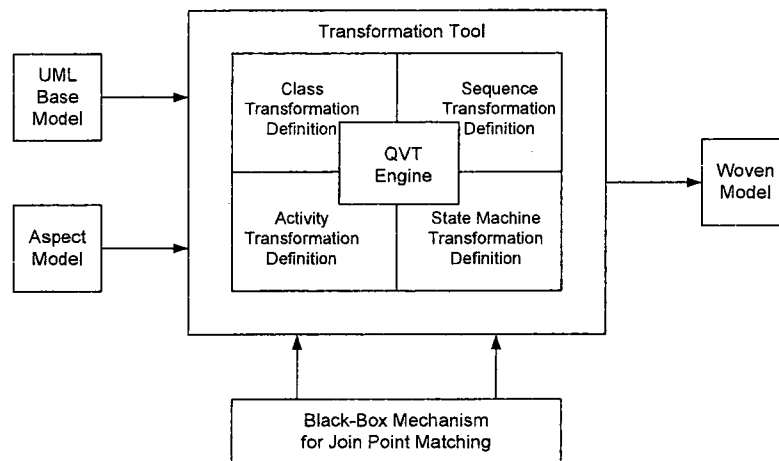 Transformation Tool
UML
Base
Model
Aspect
Model
Class
Transformation
Definition
Sequence
Transformation
Definition
QVT
Engine
Activity
Transformation
Definition
State Machine
Transformation
Definition
Woven
Model
Black-Box Mechanism
for Join Point Matching